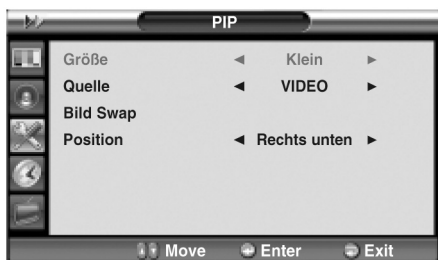 PIP
Größe ◄ Klein ►
Quelle ◄ VIDEO ►
Bild Swap
Position ◄ Rechts unten ►
Move Enter Exit